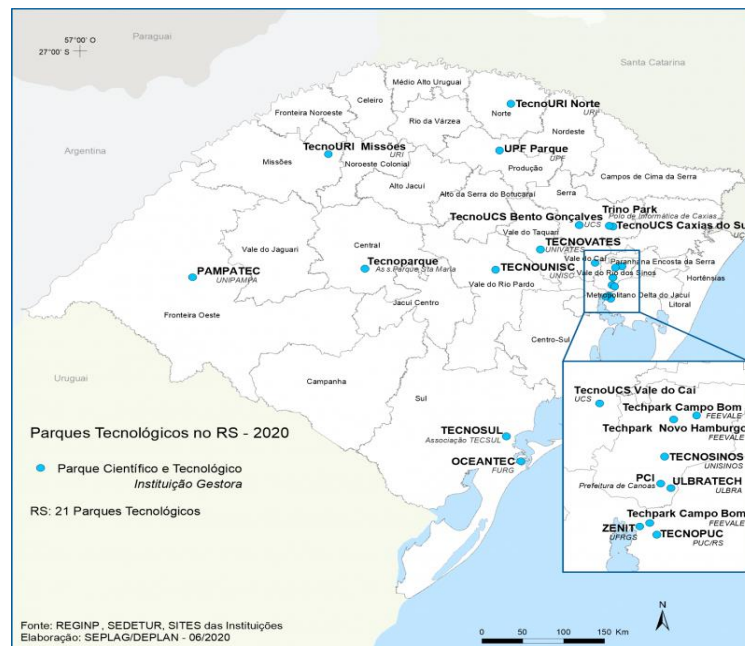 Paraguai
57°00' O
27°00' S
Santa Catarina
Argentina
Uruguai
Médio Alto Uruguai
Celeiro
Fronteira Noroeste
Rio da Várzea
Norte
TecnoURI Norte
URI
Nordeste
TecnoURI Missões
URI
Missões
Noroeste Colonial
UPF Parque
UPF
Produção
Alto Jacuí
Alto da Serra do Botucaraí
Serra
Campos de Cima da Serra
Trino Park
Polo de Informática de Caxias
TecnoUCS Bento Gonçalves
UCS
TecnoUCS Caxias do Su
UC
Vale do Taquari
TECNOVATES
UNIVATES
Vale do Jaguari
Central
Tecnoparque
Ass.Parque Sta Maria
TECNOUNISC
UNISC
Vale do Rio Pardo
Vale do Caí
Paranhana Encosta da Serra
Vale do Rio dos Sinos
Hortênsias
PAMPATEC
UNIPAMPA
Metropolitano Delta do Jacuí
Litoral
Jacui Centro
Fronteira Oeste
Centro-Sul
Campanha
Sul
TECNOSUL
Associação TECSUL
OCEANTEC
FURG
TecnoUCS Vale do Cai
UCS
Techpark Campo Bom
FEEVALE
Techpark Novo Hamburgo
FEEVALE
TECNOSINOS
UNISINOS
PCI
Prefeitura de Canoas
ULBRATECH
ULBRA
Techpark Campo Bom
FEEVALE
ZENIT
UFRGS
TECNOPUC
PUC/RS
Parques Tecnológicos no RS - 2020
Parque Científico e Tecnológico
Instituição Gestora
RS: 21 Parques Tecnológicos
Fonte: REGINP , SEDETUR, SITES das Instituições
Elaboração: SEPLAG/DEPLAN - 06/2020
N
0 50 100 150 Km